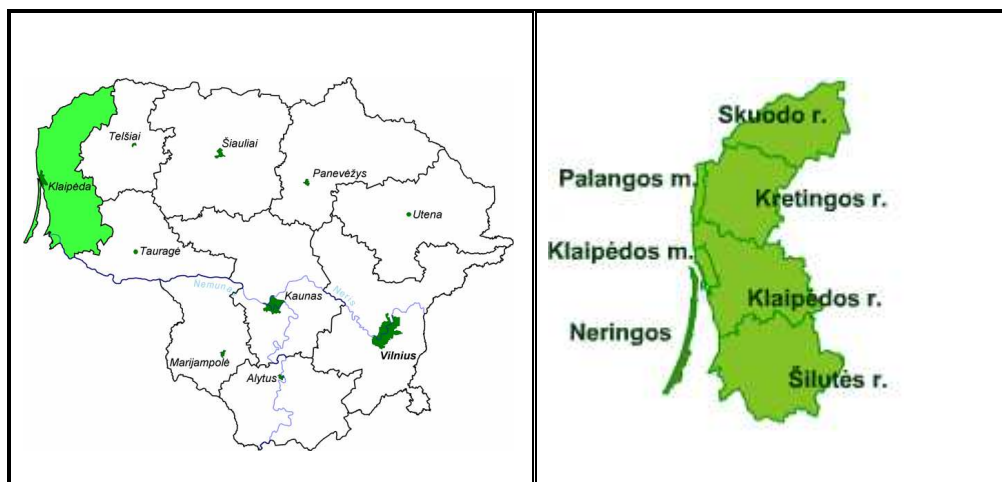 Telšiai
Šiauliai
Klaipėda
Panevėžys
Utena
Tauragė
Nemunas
Kaunas
Neris
Marijampolė
Vilnius
Alytus
Skuodo r.
Palangos m.
Kretingos r.
Klaipėdos m.
Klaipėdos r.
Neringos
Šilutės r.